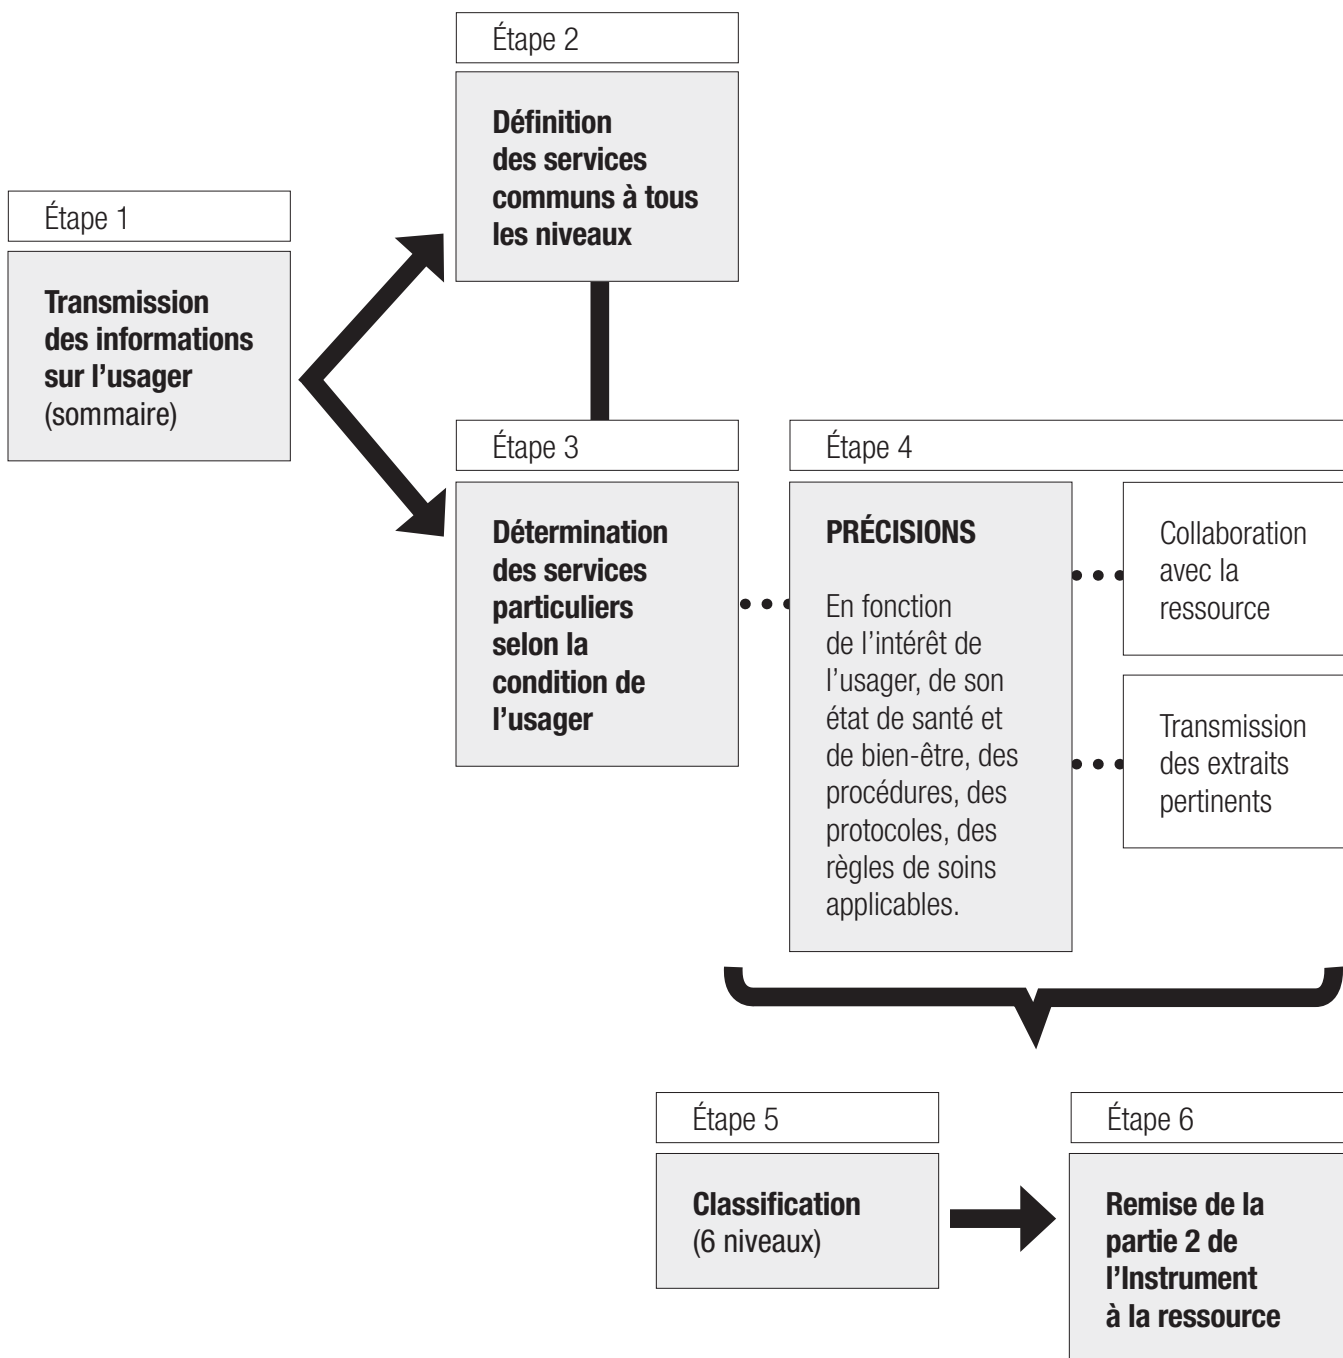 Étape 1
Transmission
des informations
sur l’usager
(sommaire)
Étape 2
Définition
des services
communs à tous
les niveaux
Étape 3
Détermination
des services
particuliers
selon la
condition de
l’usager
Étape 4
PRÉCISIONS
En fonction
de l’intérêt de
l’usager, de son
état de santé et
de bien-être, des
procédures, des
protocoles, des
règles de soins
applicables.
Collaboration
avec la
ressource
Transmission
des extraits
pertinents
Étape 5
Classification
(6 niveaux)
Étape 6
Remise de la
partie 2 de
l’Instrument
à la ressource